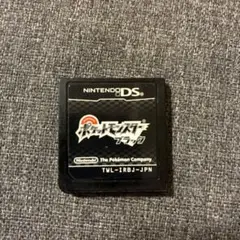 NINTENDO DS
ポケットモンスター
ブラック
Nintendo The Pokémon Company
TWL-IRBJ-JPN